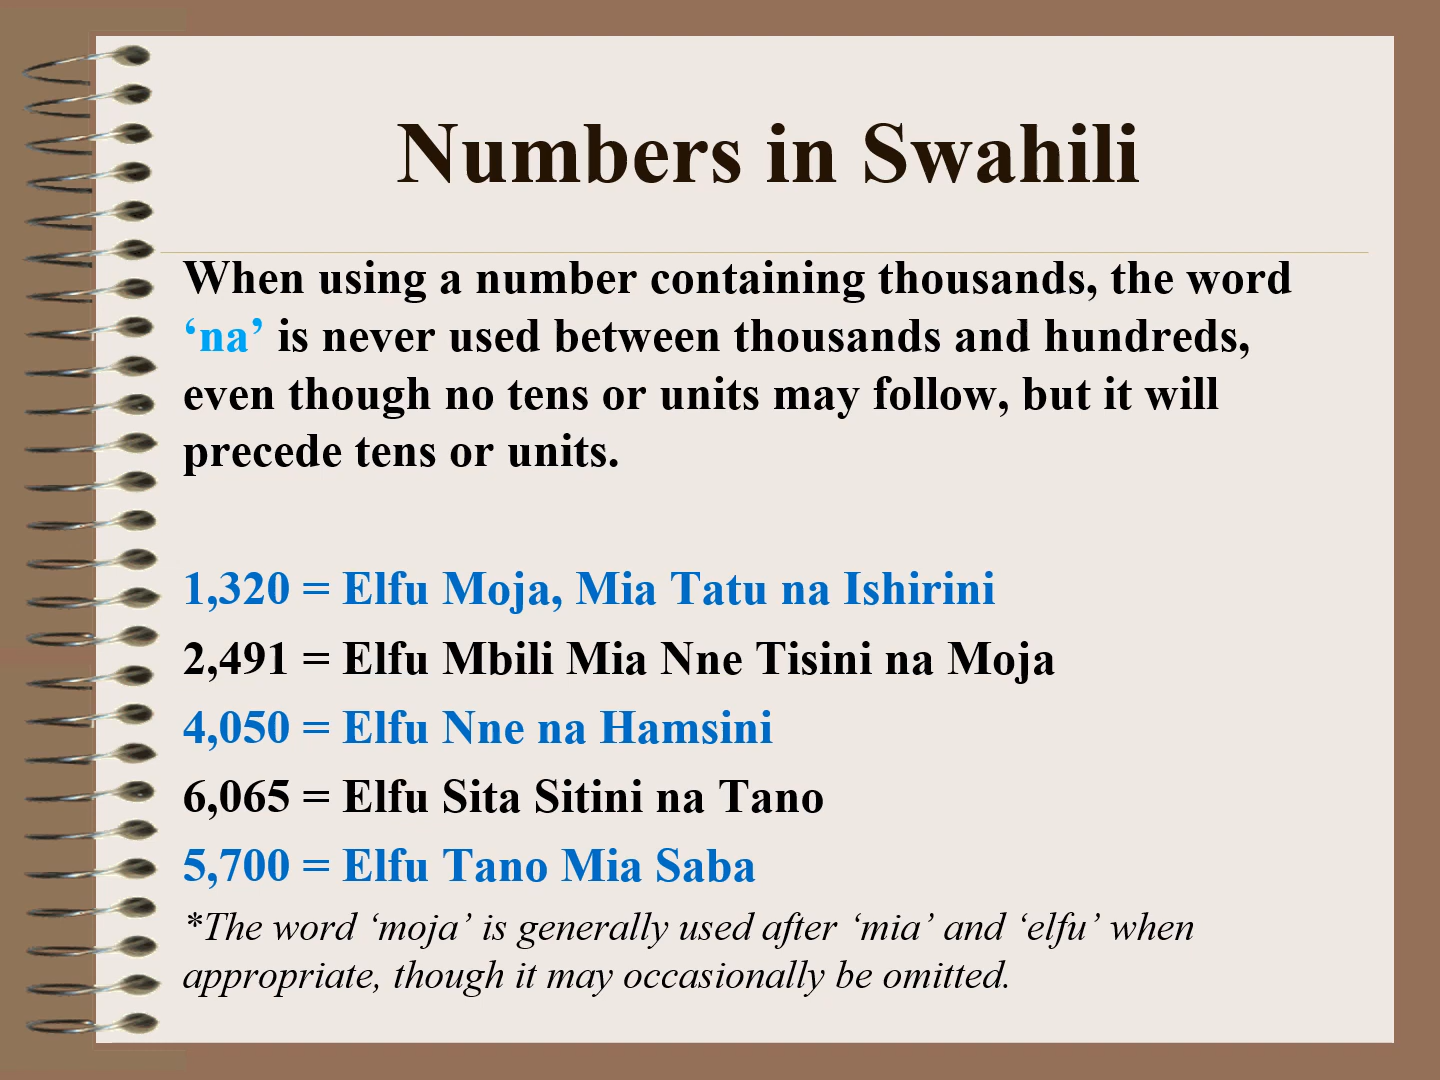 Numbers in Swahili
When using a number containing thousands, the word
‘na’ is never used between thousands and hundreds,
even though no tens or units may follow, but it will
precede tens or units.
1,320 = Elfu Moja, Mia Tatu na Ishirini
2,491 = Elfu Mbili Mia Nne Tisini na Moja
4,050 = Elfu Nne na Hamsini
6,065 = Elfu Sita Sitini na Tano
5,700 = Elfu Tano Mia Saba
*The word ‘moja’ is generally used after ‘mia’ and ‘elfu’ when
appropriate, though it may occasionally be omitted.